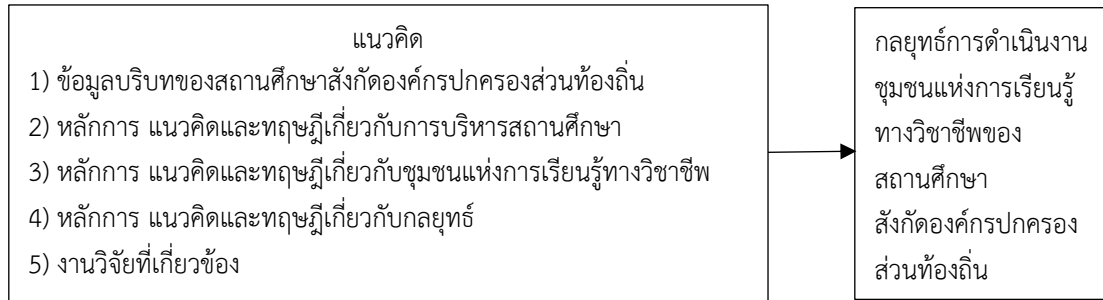 แนวคิด
1) ข้อมูลบริบทของสถานศึกษาสังกัดองค์กรปกครองส่วนท้องถิ่น
2) หลักการ แนวคิดและทฤษฎีเกี่ยวกับการบริหารสถานศึกษา
3) หลักการ แนวคิดและทฤษฎีเกี่ยวกับชุมชนแห่งการเรียนรู้ทางวิชาชีพ
4) หลักการ แนวคิดและทฤษฎีเกี่ยวกับกลยุทธ์
5) งานวิจัยที่เกี่ยวข้อง
กลยุทธ์การดำเนินงาน
ชุมชนแห่งการเรียนรู้
ทางวิชาชีพของ
สถานศึกษา
สังกัดองค์กรปกครอง
ส่วนท้องถิ่น